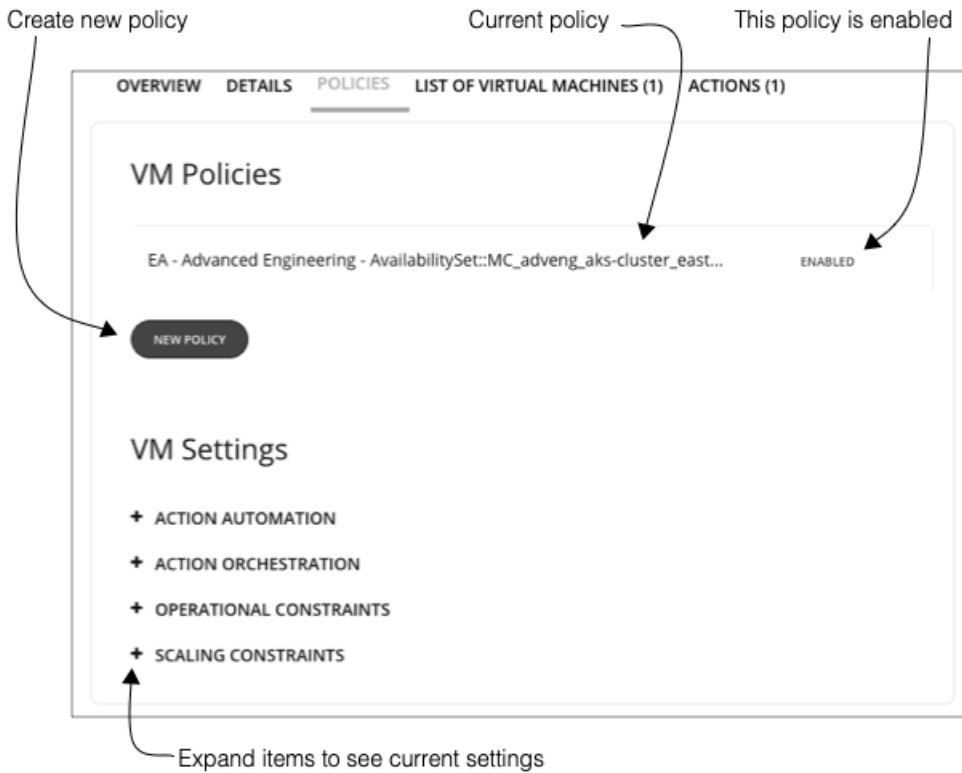 Create new policy
Current policy
This policy is enabled
OVERVIEW DETAILS POLICIES LIST OF VIRTUAL MACHINES (1) ACTIONS (1)
VM Policies
EA - Advanced Engineering - AvailabilitySet::MC_adveng_aks-cluster_east... ENABLED
NEW POLICY
VM Settings
+ ACTION AUTOMATION
+ ACTION ORCHESTRATION
+ OPERATIONAL CONSTRAINTS
+ SCALING CONSTRAINTS
Expand items to see current settings